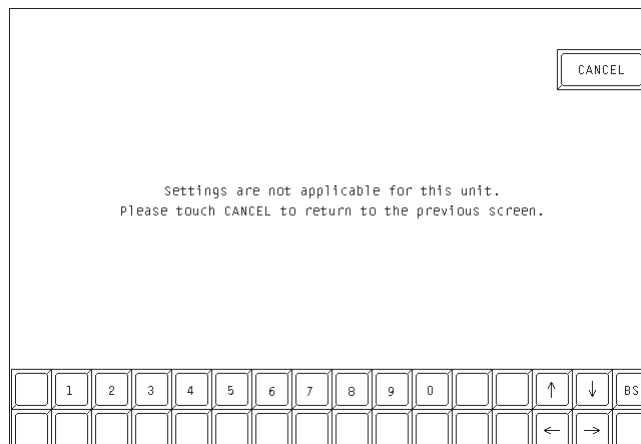 CANCEL
Settings are not applicable for this unit.
Please touch CANCEL to return to the previous screen.
1 2 3 4 5 6 7 8 9 0 ↑ ↓ BS
← →